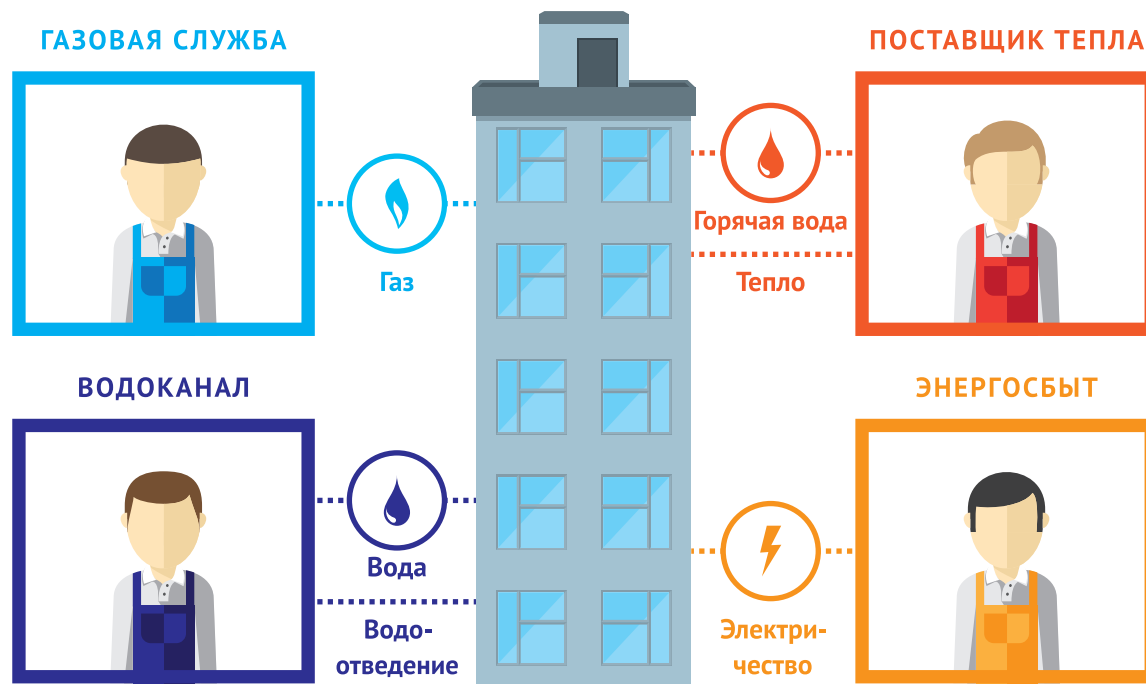 ГАЗОВАЯ СЛУЖБА
ПОСТАВЩИК ТЕПЛА
Газ
Горячая вода
Тепло
ВОДОКАНАЛ
ЭНЕРГОСБЫТ
Вода
Водо-
отведение
Электри-
чество